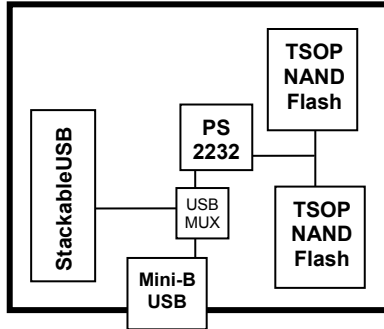 TSOP
NAND
Flash
PS
2232
StackableUSB
USB
MUX
TSOP
NAND
Flash
Mini-B
USB